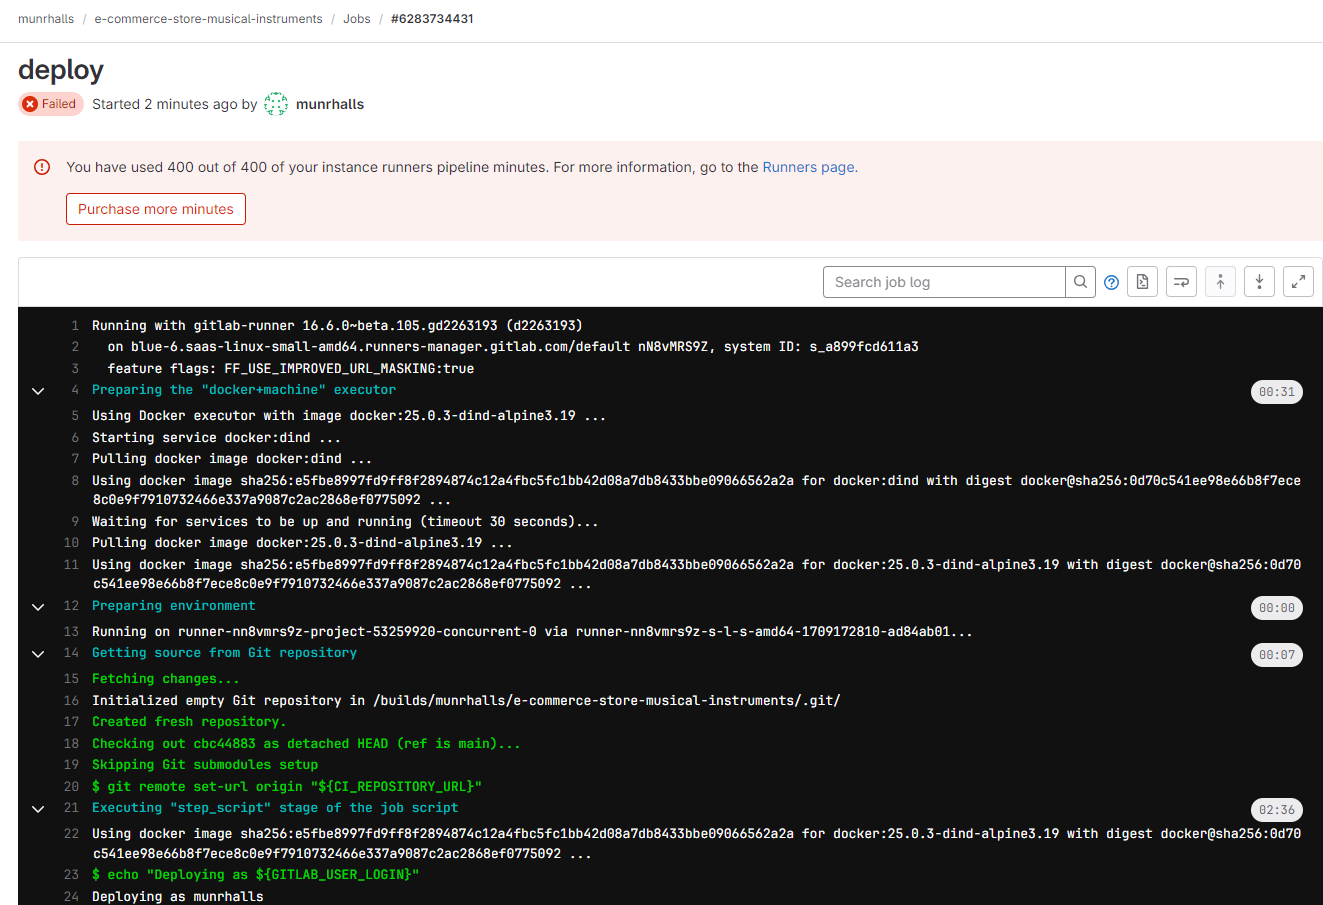 munrhalls / e-commerce-store-musical-instruments / Jobs / #6283734431
deploy
Failed Started 2 minutes ago by munrhalls
You have used 400 out of 400 of your instance runners pipeline minutes. For more information, go to the Runners page.
Purchase more minutes
Search job log
1 Running with gitlab-runner 16.6.0~beta.105.gd2263193 (d2263193)
2 on blue-6.saas-linux-small-amd64.runners-manager.gitlab.com/default nN8vMRS9Z, system ID: s_a899fcd611a3
3 feature flags: FF_USE_IMPROVED_URL_MASKING:true
4 Preparing the "docker+machine" executor 00:31
5 Using Docker executor with image docker:25.0.3-dind-alpine3.19 ...
6 Starting service docker:dind ...
7 Pulling docker image docker:dind ...
8 Using docker image sha256:e5fbe8997fd9ff8f2894874c12a4fbc5fc1bb42d08a7db8433bbe09066562a2a for docker:dind with digest docker@sha256:0d70c541ee98e66b8f7ece
8c0e9f7910732466e337a9087c2ac2868ef0775092 ...
9 Waiting for services to be up and running (timeout 30 seconds)...
10 Pulling docker image docker:25.0.3-dind-alpine3.19 ...
11 Using docker image sha256:e5fbe8997fd9ff8f2894874c12a4fbc5fc1bb42d08a7db8433bbe09066562a2a for docker:25.0.3-dind-alpine3.19 with digest docker@sha256:0d70
c541ee98e66b8f7ece8c0e9f7910732466e337a9087c2ac2868ef0775092 ...
12 Preparing environment 00:00
13 Running on runner-nn8vmrs9z-project-53259920-concurrent-0 via runner-nn8vmrs9z-s-l-s-amd64-1709172810-ad84ab01...
14 Getting source from Git repository 00:07
15 Fetching changes...
16 Initialized empty Git repository in /builds/munrhalls/e-commerce-store-musical-instruments/.git/
17 Created fresh repository.
18 Checking out cbc44883 as detached HEAD (ref is main)...
19 Skipping Git submodules setup
20 $ git remote set-url origin "${CI_REPOSITORY_URL}"
21 Executing "step_script" stage of the job script 02:36
22 Using docker image sha256:e5fbe8997fd9ff8f2894874c12a4fbc5fc1bb42d08a7db8433bbe09066562a2a for docker:25.0.3-dind-alpine3.19 with digest docker@sha256:0d70
c541ee98e66b8f7ece8c0e9f7910732466e337a9087c2ac2868ef0775092 ...
23 $ echo "Deploying as ${GITLAB_USER_LOGIN}"
24 Deploying as munrhalls